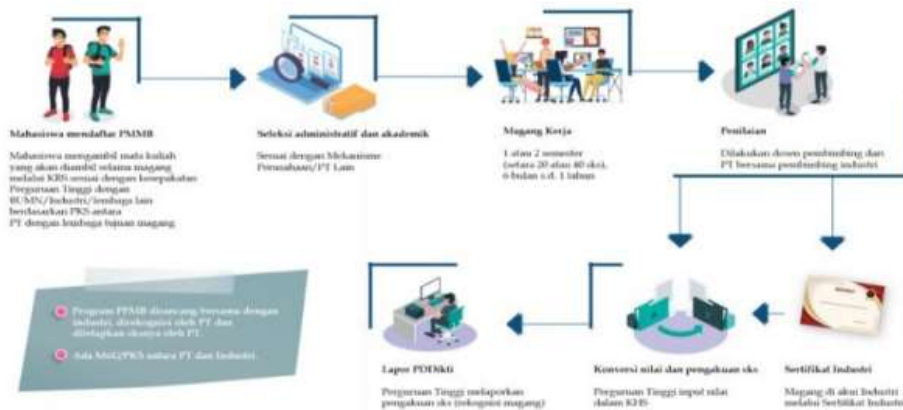 Mahasiswa mendaftar PMMB
Mahasiswa mengambil mata kuliah
yang akan diambil selama magang
melalui KRS sesuai dengan kesepakatan
Perguruan Tinggi dengan
BUMN/Industri/lembaga lain
berdasarkan PKS antara
PT dengan lembaga tujuan magang
Seleksi administratif dan akademik
Sesuai dengan Mekanisme
Perusahaan/PT Lain
Magang Kerja
1 atau 2 semester
(setara 20 atau 40 sks),
6 bulan s.d. 1 tahun
Penilaian
Dilakukan dosen pembimbing dari
PT bersama pembimbing industri
Program PPMB dirancang bersama dengan
industri, direkognisi oleh PT dan
ditetapkan sksnya oleh PT.
Ada MoU/PKS antara PT dan Industri.
Lapor PDDikti
Perguruan Tinggi melaporkan
pengakuan sks (rekognisi magang)
Konversi nilai dan pengakuan sks
Perguruan Tinggi input nilai
dalam KHS
Sertifikat Industri
Magang di akui Industri
melalui Sertifikat Industri